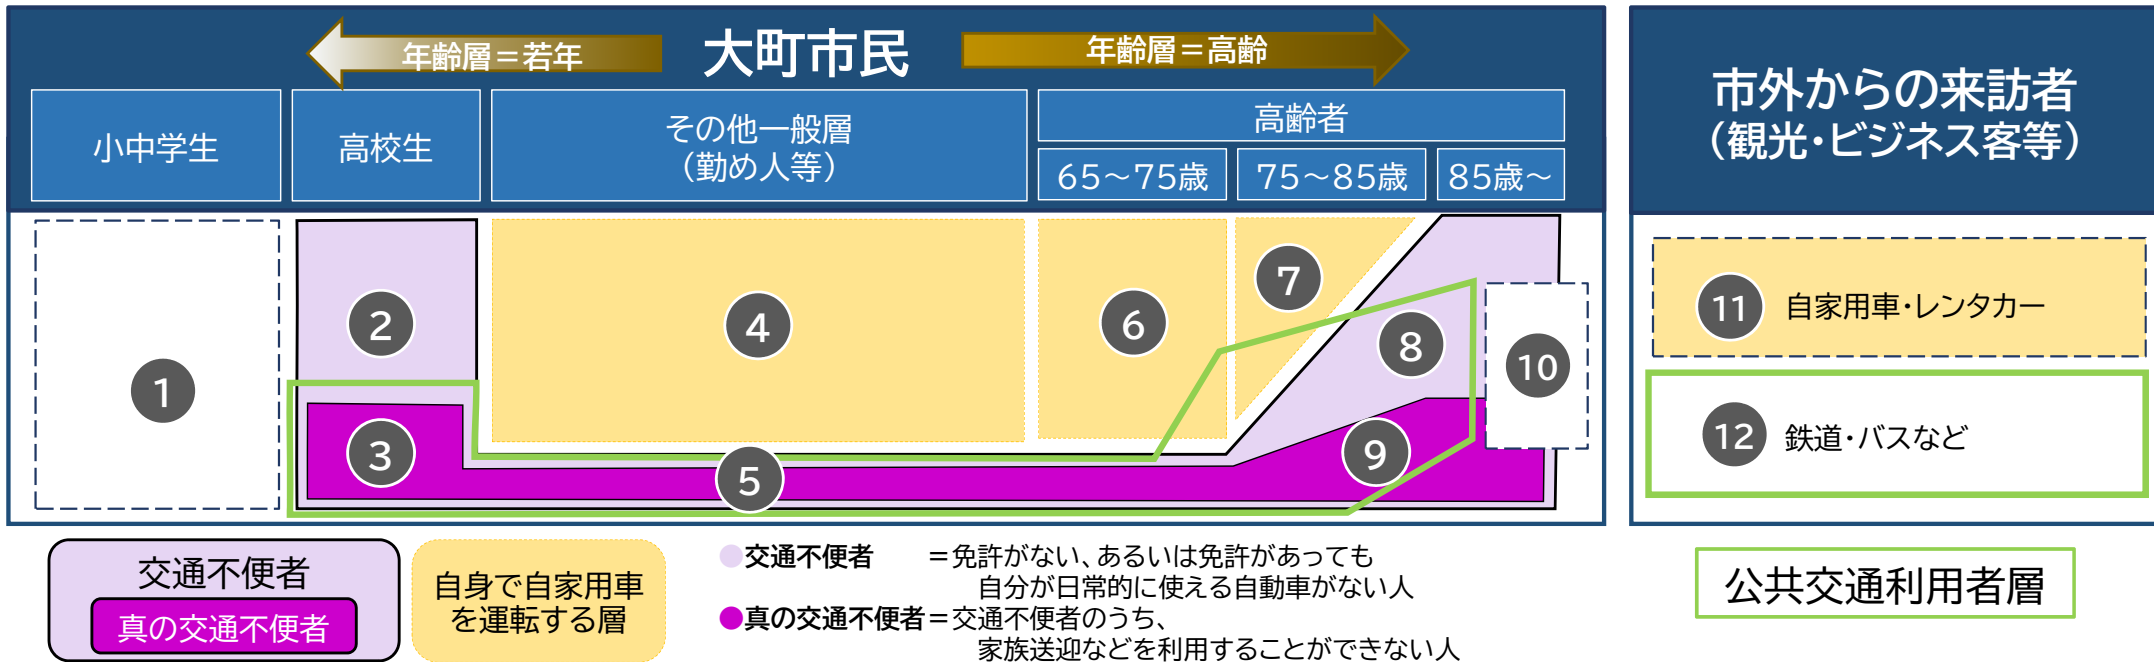 年齢層＝若年
大町市民
年齢層＝高齢
小中学生
高校生
その他一般層
（勤め人等）
高齢者
65～75歳
75～85歳
85歳～
市外からの来訪者
（観光・ビジネス客等）
1
2
3
4
5
6
7
8
9
10
11 自家用車・レンタカー
12 鉄道・バスなど
交通不便者
真の交通不便者
自身で自家用車
を運転する層
交通不便者　＝免許がない、あるいは免許があっても
自分が日常的に使える自動車がない人
真の交通不便者＝交通不便者のうち、
家族送迎などを利用することができない人
公共交通利用者層